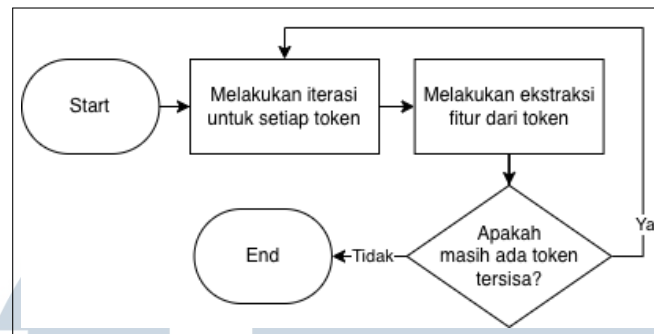 Start
Melakukan iterasi
untuk setiap token
Melakukan ekstraksi
fitur dari token
Apakah
masih ada token
tersisa?
Ya
Tidak
End